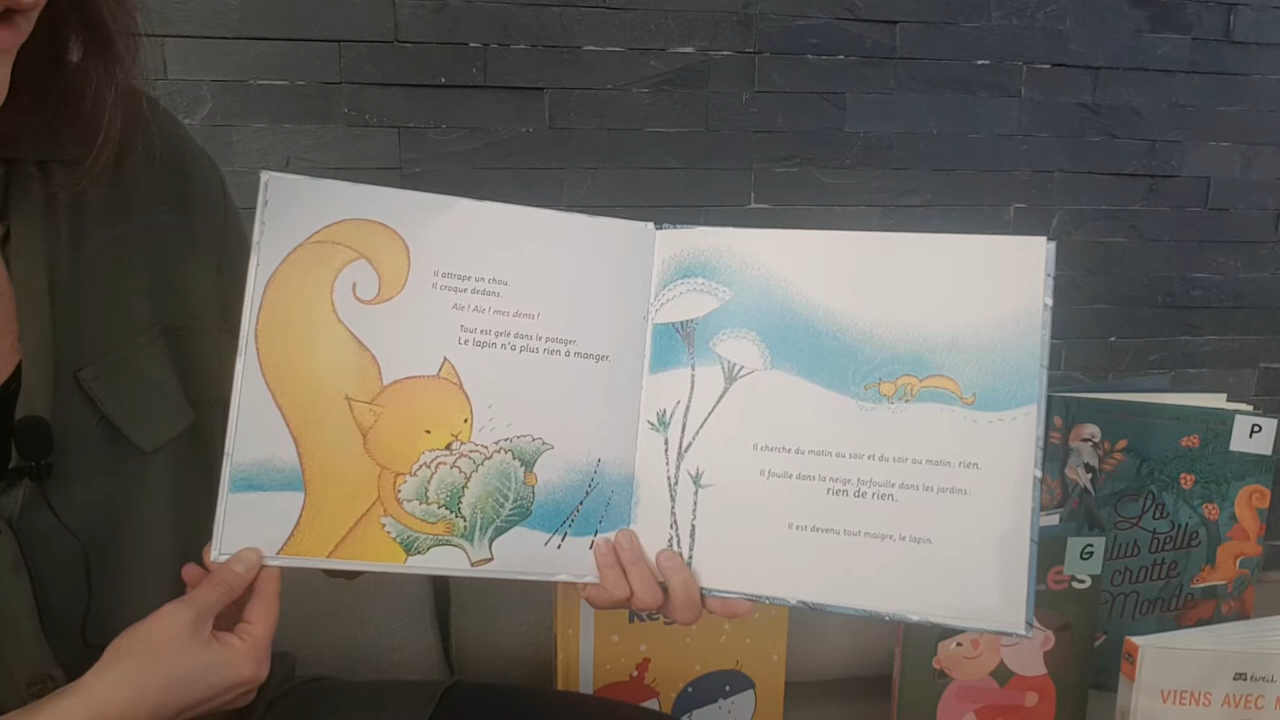 Il attrape un chou.
Il croque dedans.
Aïe ! Aïe ! mes dents !
Tout est gelé dans le potager.
Le lapin n'a plus rien à manger.
Il cherche du matin au soir et du soir au matin : rien.
Il fouille dans la neige, farfouille dans les jardins :
rien de rien.
Il est devenu tout maigre, le lapin.
P
La
plus belle
crotte
Monde
G
es
éveil
VIENS AVEC